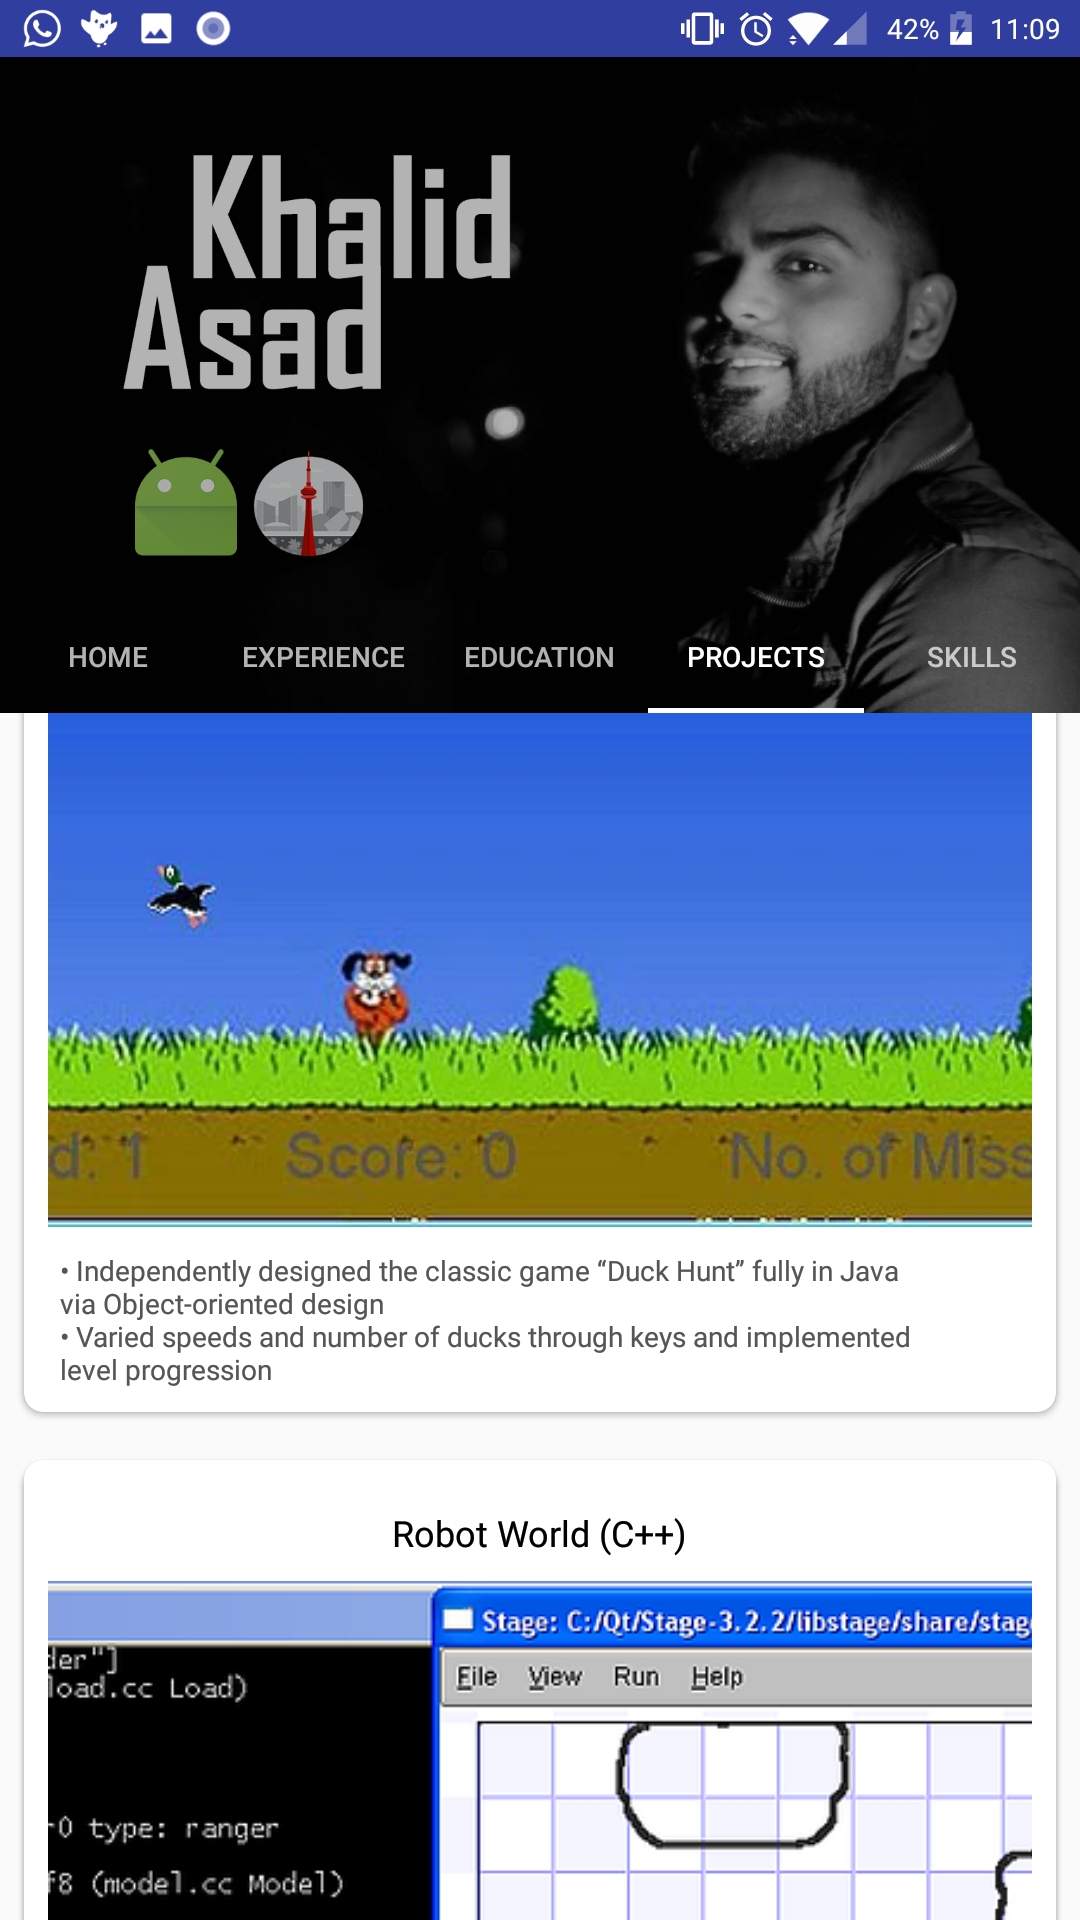 42% 11:09
Khalid
Asad
HOME EXPERIENCE EDUCATION PROJECTS SKILLS
d: 1 Score: 0 No. of Miss
• Independently designed the classic game “Duck Hunt” fully in Java
via Object-oriented design
• Varied speeds and number of ducks through keys and implemented
level progression
Robot World (C++)
Stage: C:/Qt/Stage-3.2.2/libstage/share/stag
der"]
load.cc Load)
File View Run Help
r0 type: ranger
f8 (model.cc Model)